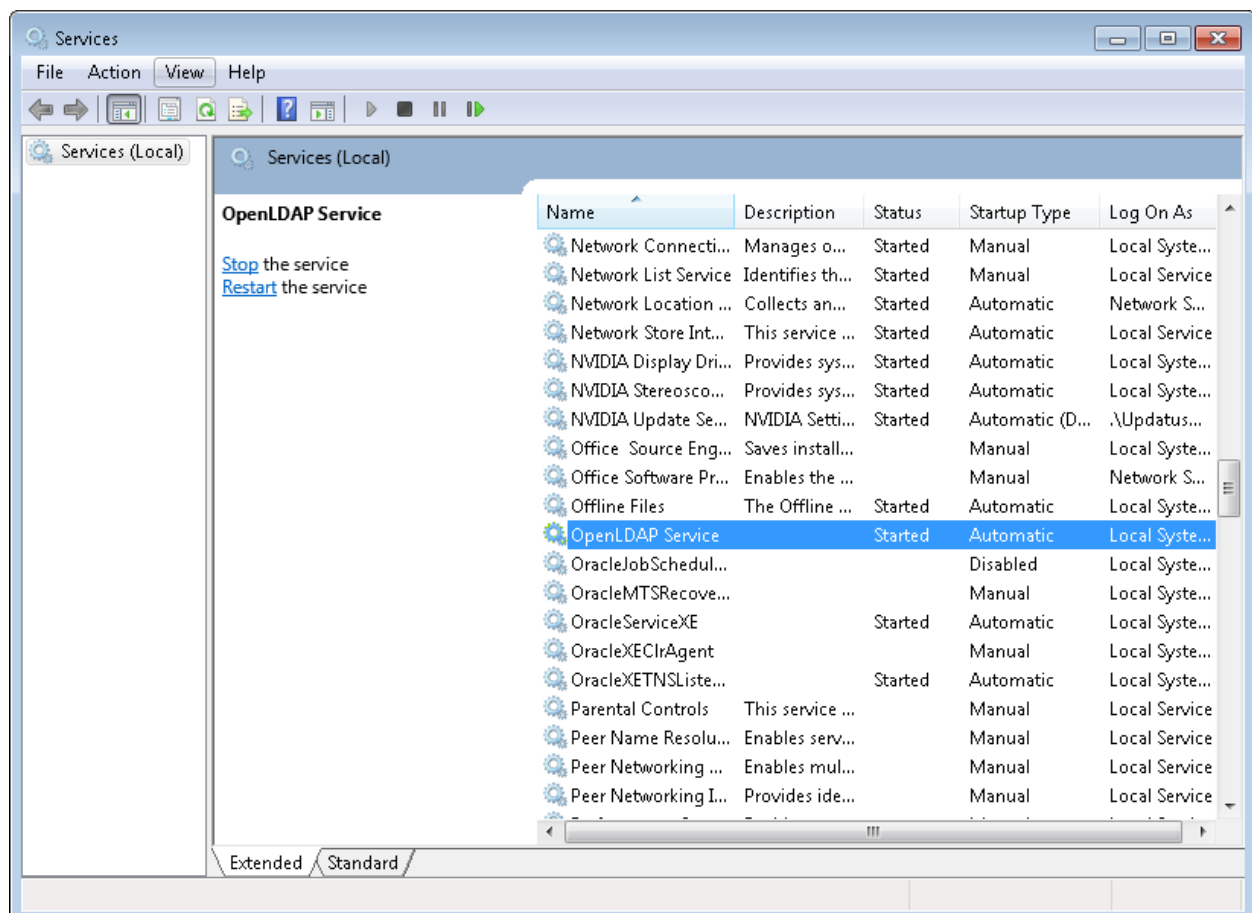 Services
File Action View Help
Services (Local)
Services (Local)
OpenLDAP Service
Stop the service
Restart the service
Name Description Status Startup Type Log On As
Network Connecti... Manages o... Started Manual Local Syste...
Network List Service Identifies th... Started Manual Local Service
Network Location ... Collects an... Started Automatic Network S...
Network Store Int... This service ... Started Automatic Local Service
NVIDIA Display Dri... Provides sys... Started Automatic Local Syste...
NVIDIA Stereosco... Provides sys... Started Automatic Local Syste...
NVIDIA Update Se... NVIDIA Setti... Started Automatic (D... .\Updatus...
Office  Source Eng... Saves install... Manual Local Syste...
Office Software Pr... Enables the ... Manual Network S...
Offline Files The Offline ... Started Automatic Local Syste...
OpenLDAP Service Started Automatic Local Syste...
OracleJobSchedul... Disabled Local Syste...
OracleMTSRecove... Manual Local Syste...
OracleServiceXE Started Automatic Local Syste...
OracleXEClrAgent Manual Local Syste...
OracleXETNSListe... Started Automatic Local Syste...
Parental Controls This service ... Manual Local Service
Peer Name Resolu... Enables serv... Manual Local Service
Peer Networking ... Enables mul... Manual Local Service
Peer Networking I... Provides ide... Manual Local Service
Extended Standard